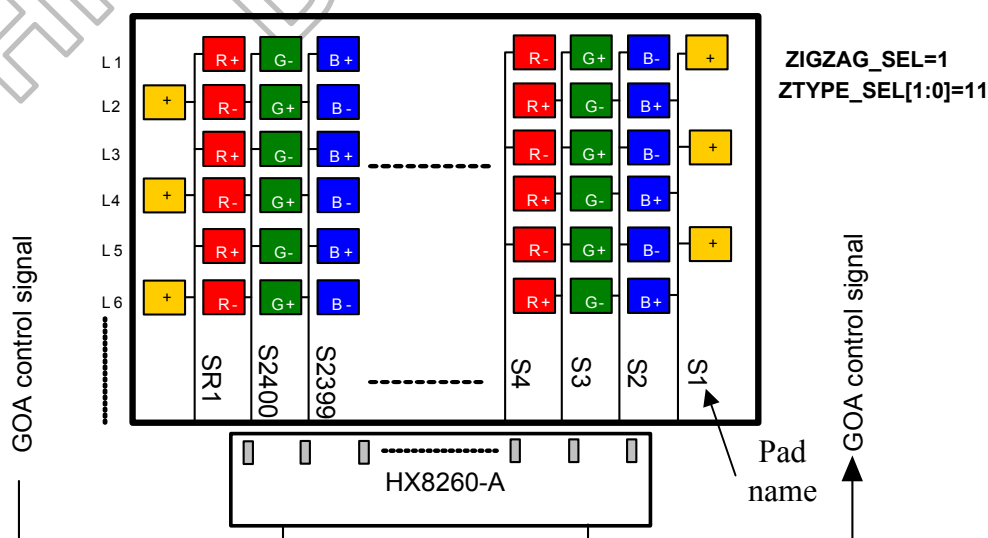 L1 R+ G- B+ R- G+ B- + ZIGZAG_SEL=1
ZTYPE_SEL[1:0]=11
L2 + R- G+ B- R+ G- B+
L3 R+ G- B+ R- G+ B- +
L4 + R- G+ B- R+ G- B+
L5 R+ G- B+ R- G+ B- +
L6 + R- G+ B- R+ G- B+
GOA control signal
SR1 S2400 S2399 S4 S3 S2 S1
GOA control signal
HX8260-A
Pad
name